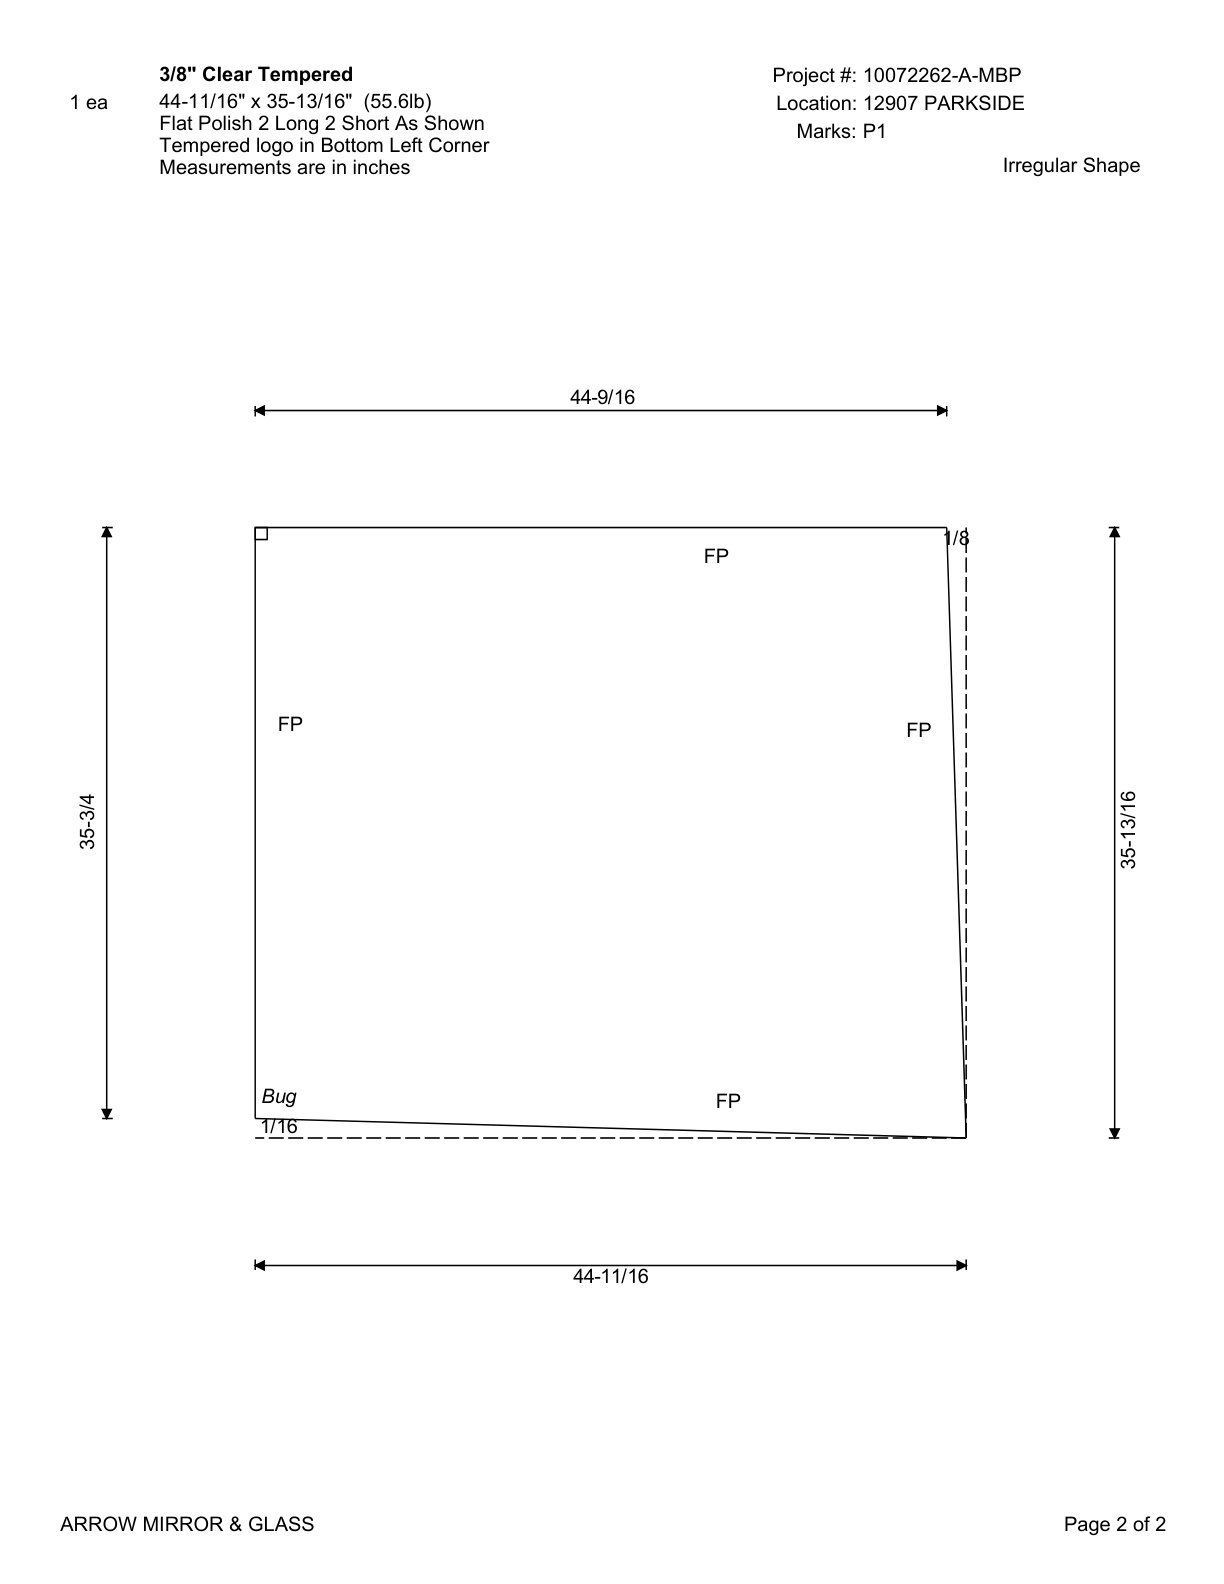 3/8" Clear Tempered
1 ea
44-11/16" x 35-13/16" (55.6lb)
Flat Polish 2 Long 2 Short As Shown
Tempered logo in Bottom Left Corner
Measurements are in inches
Project #: 10072262-A-MBP
Location: 12907 PARKSIDE
Marks: P1
Irregular Shape
44-9/16
1/8
FP
FP
FP
35-3/4
35-13/16
Bug
FP
1/16
44-11/16
ARROW MIRROR & GLASS
Page 2 of 2